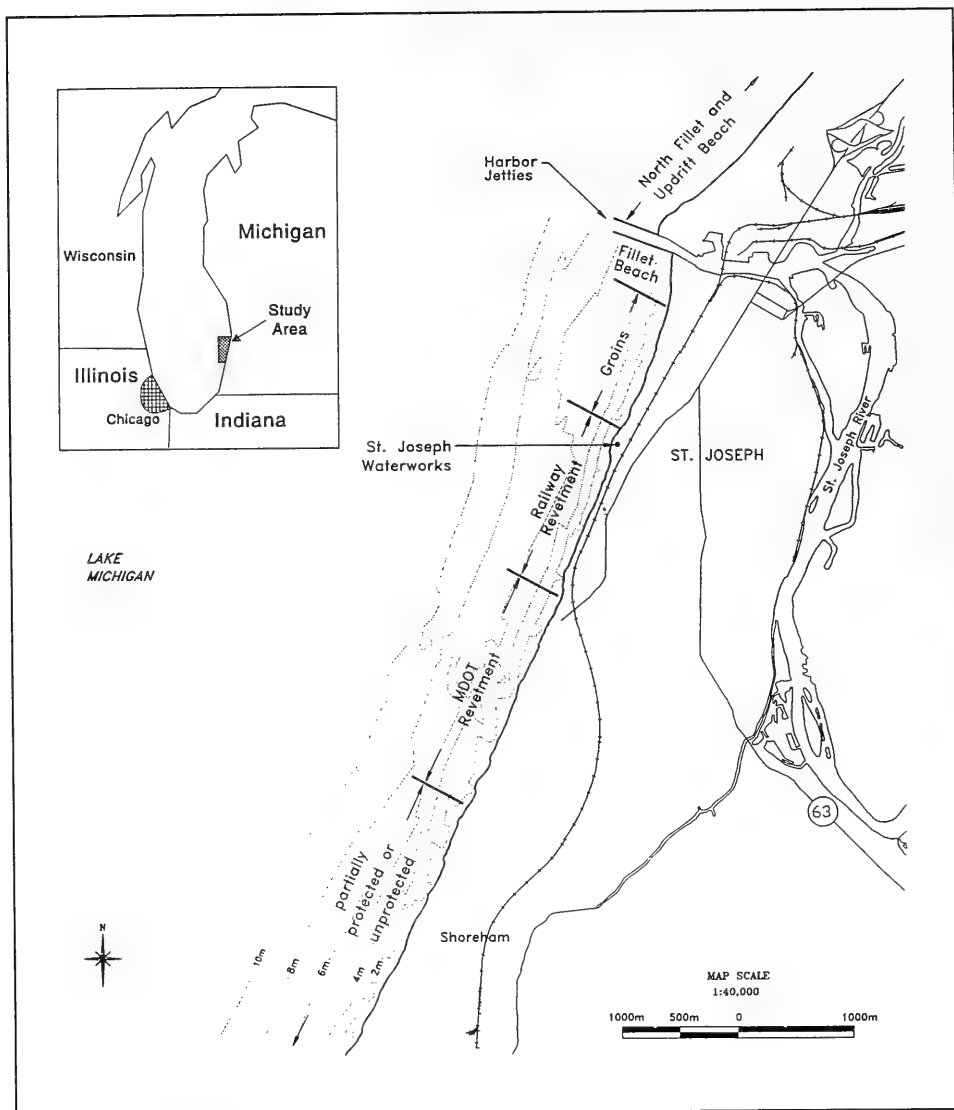 Wisconsin
Michigan
Study
Area
Illinois
Chicago
Indiana
North Fillet and
Updrift Beach
Harbor
Jetties
Fillet
Beach
Groins
St. Joseph
Waterworks
ST. JOSEPH
St. Joseph River
Railway
Revetment
LAKE
MICHIGAN
MDOT
Revetment
63
partially
protected or
unprotected
Shoreham
N
10m
8m
6m
4m
2m
MAP SCALE
1:40,000
1000m
500m
0
1000m